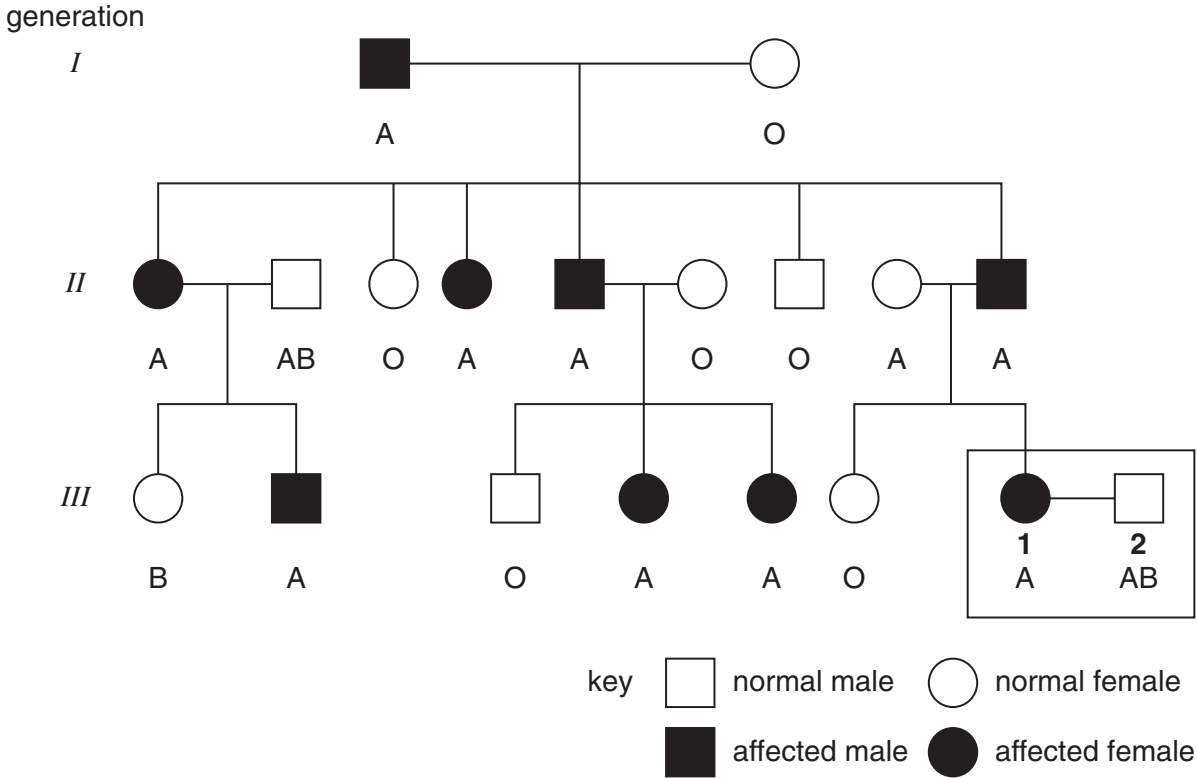 generation
I
A O
II
A AB O A A O O A A
III
1 2
B A O A A O A AB
key normal male normal female
affected male affected female